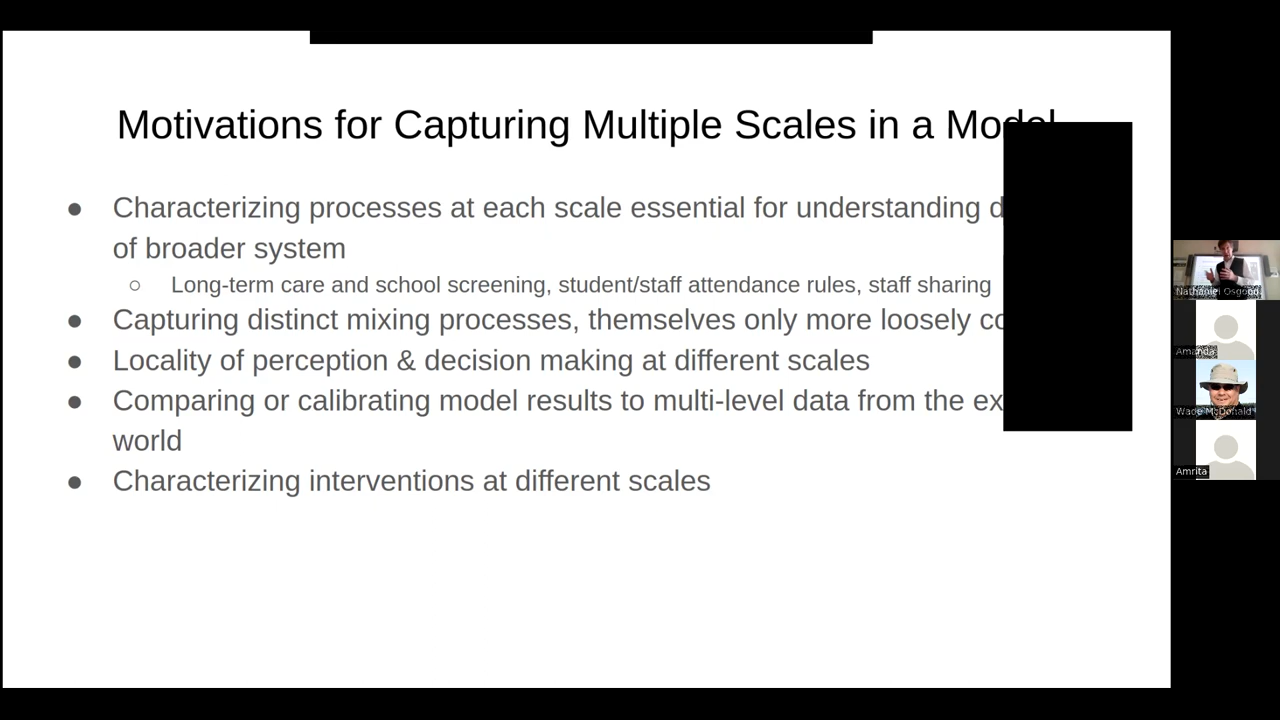 Motivations for Capturing Multiple Scales in a Model
● Characterizing processes at each scale essential for understanding
of broader system
○ Long-term care and school screening, student/staff attendance rules, staff sharing
● Capturing distinct mixing processes, themselves only more loosely
● Locality of perception & decision making at different scales
● Comparing or calibrating model results to multi-level data from the
world
● Characterizing interventions at different scales
Nathaniel Osgood
Amanda
Wade McDonald
Amrita